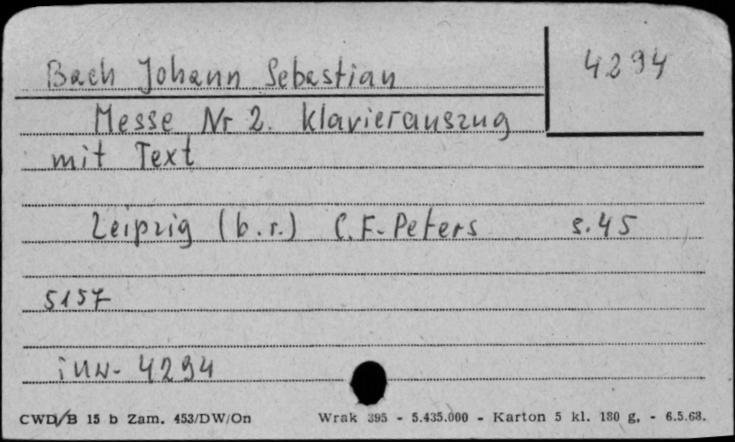 4294
Bach Johann Sebastian
Messe Nr 2. Klavierauszug
mit Text
Leipzig (b.r.) C.F. Peters s. 45
5157
inw. 4294
CWD/B 15 b Zam. 453/DW/On Wrak 395 - 5.435.000 - Karton 5 kl. 180 g, - 6.5.68.